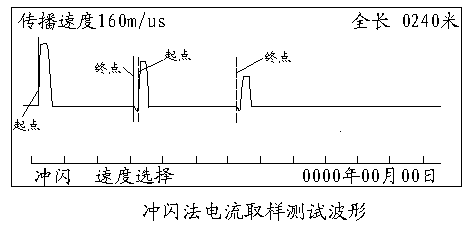 传播速度160m/us 全长 0240米
终点 起点 终点
起点
冲闪 速度选择 0000年00月00日
冲闪法电流取样测试波形